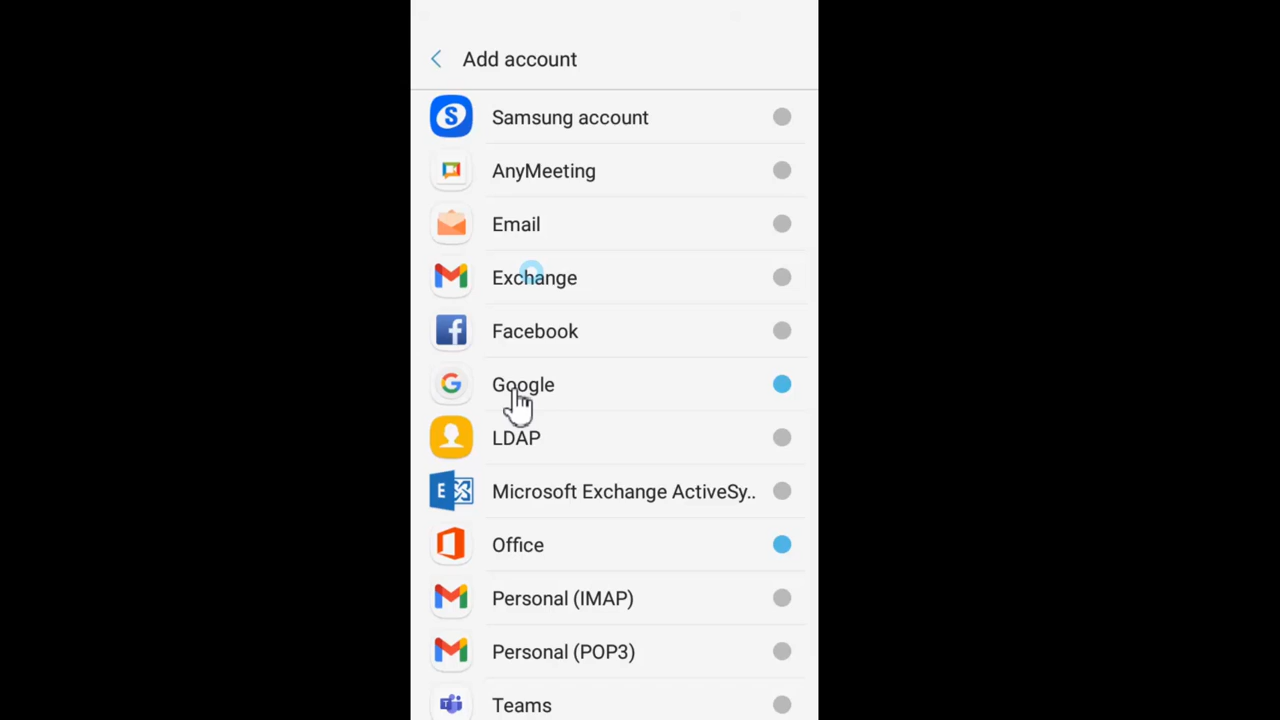 Add account
Samsung account
AnyMeeting
Email
Exchange
Facebook
Google
LDAP
Microsoft Exchange ActiveSy..
Office
Personal (IMAP)
Personal (POP3)
Teams